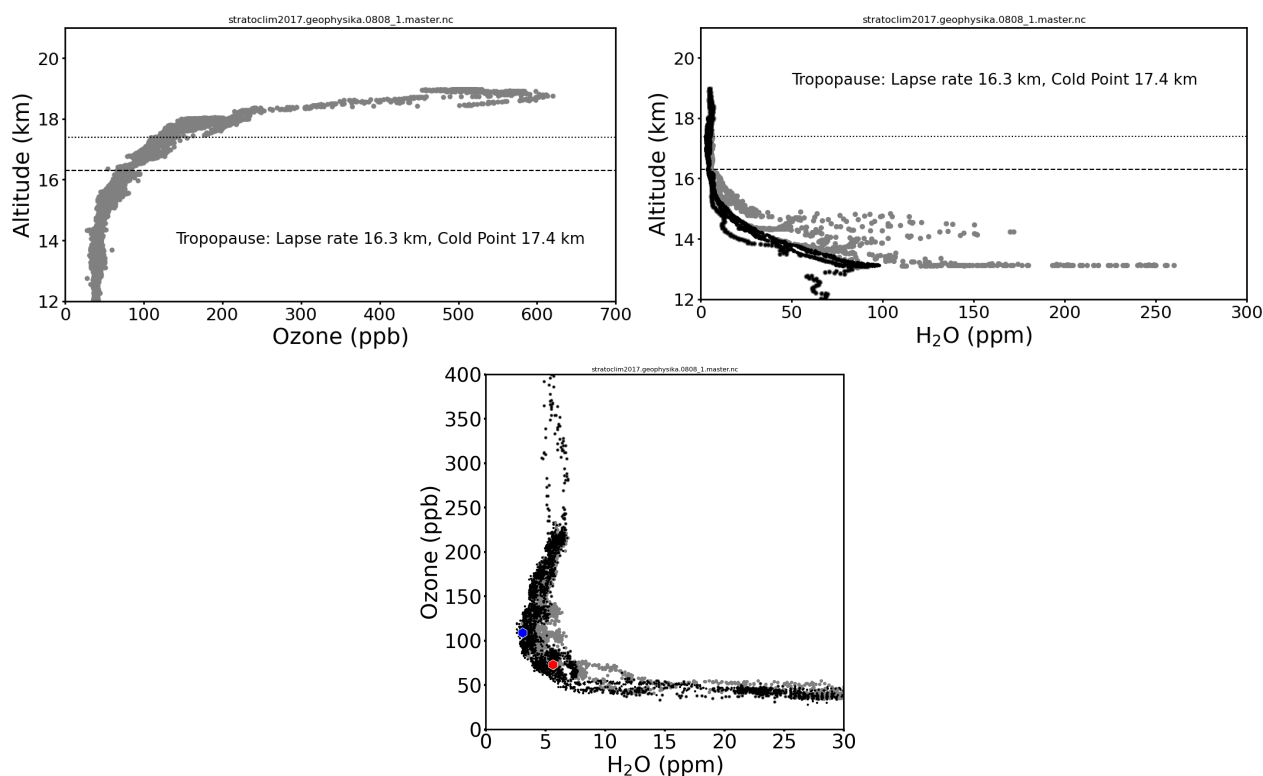 stratoclim2017.geophysika.0808_1.master.nc
20
18
16
14
12
Altitude (km)
Tropopause: Lapse rate 16.3 km, Cold Point 17.4 km
0 100 200 300 400 500 600 700
Ozone (ppb)
stratoclim2017.geophysika.0808_1.master.nc
20
18
16
14
12
Altitude (km)
Tropopause: Lapse rate 16.3 km, Cold Point 17.4 km
0 50 100 150 200 250 300
H₂O (ppm)
stratoclim2017.geophysika.0808_1.master.nc
400
350
300
250
200
150
100
50
0
Ozone (ppb)
0 5 10 15 20 25 30
H₂O (ppm)